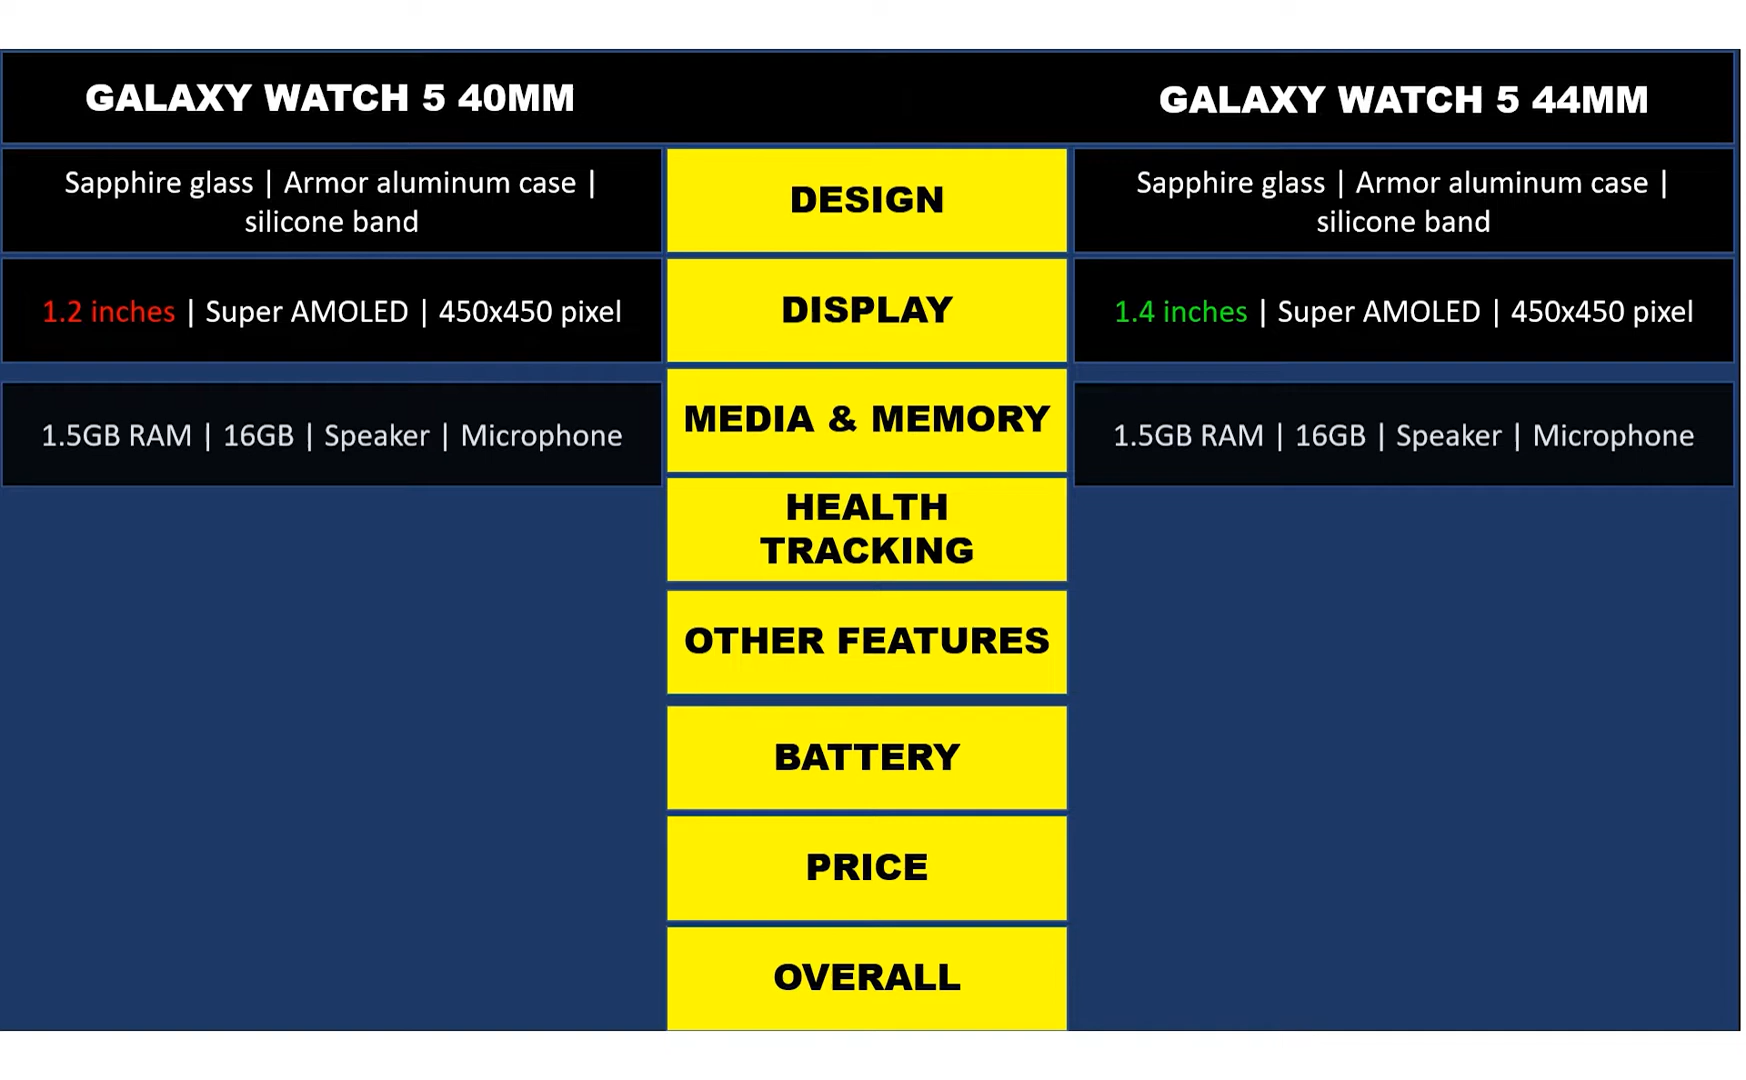 GALAXY WATCH 5 40MM
GALAXY WATCH 5 44MM
Sapphire glass | Armor aluminum case |
silicone band
DESIGN
Sapphire glass | Armor aluminum case |
silicone band
1.2 inches | Super AMOLED | 450x450 pixel
DISPLAY
1.4 inches | Super AMOLED | 450x450 pixel
1.5GB RAM | 16GB | Speaker | Microphone
MEDIA & MEMORY
1.5GB RAM | 16GB | Speaker | Microphone
HEALTH
TRACKING
OTHER FEATURES
BATTERY
PRICE
OVERALL